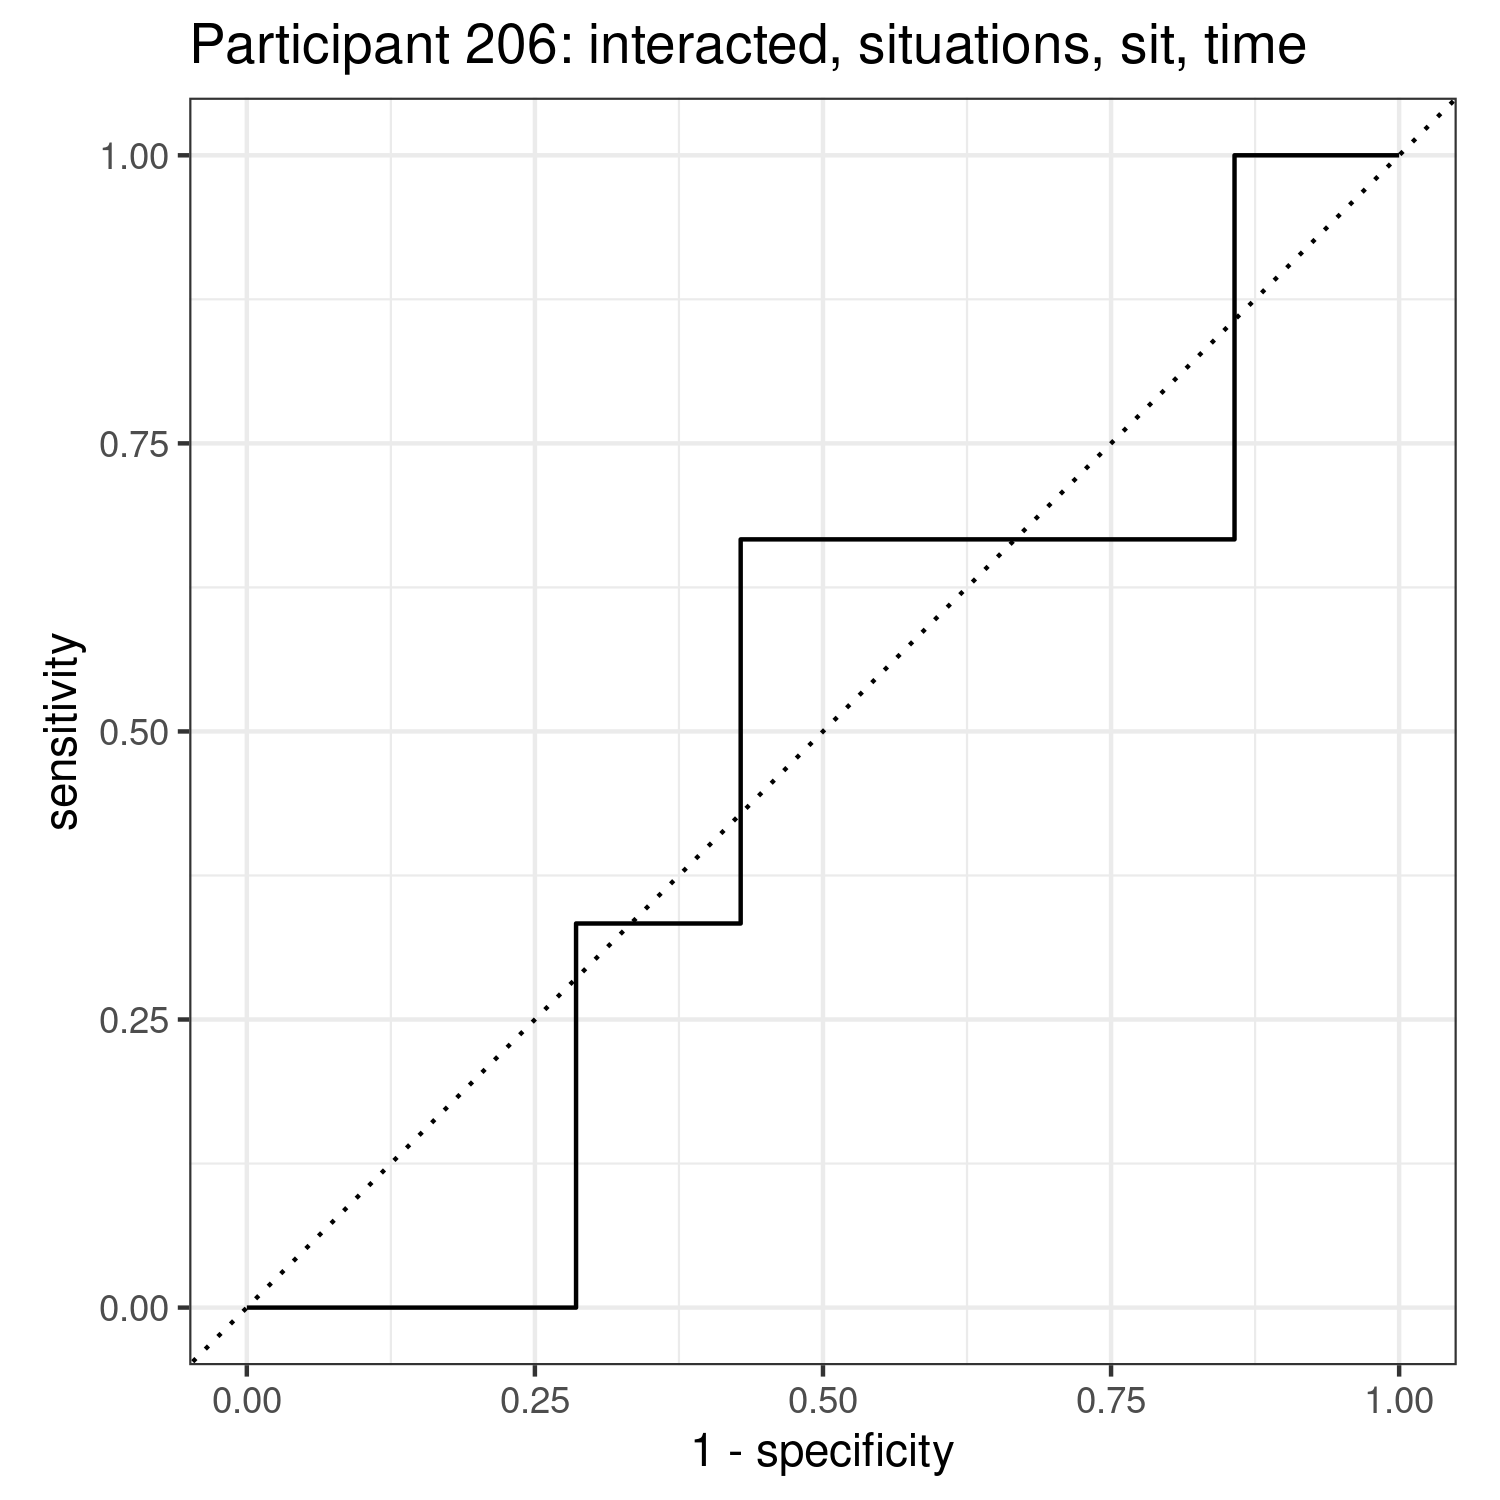 Participant 206: interacted, situations, sit, time
1.00
0.75
0.50
0.25
0.00
sensitivity
0.00 0.25 0.50 0.75 1.00
1 - specificity